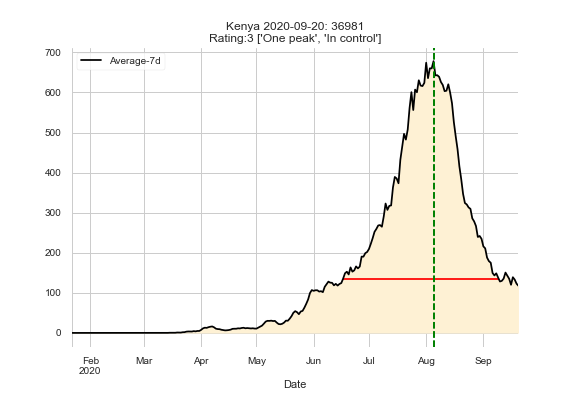 Kenya 2020-09-20: 36981
Rating:3 ['One peak', 'In control']
Average-7d
700
600
500
400
300
200
100
0
Feb Mar Apr May Jun Jul Aug Sep
2020
Date